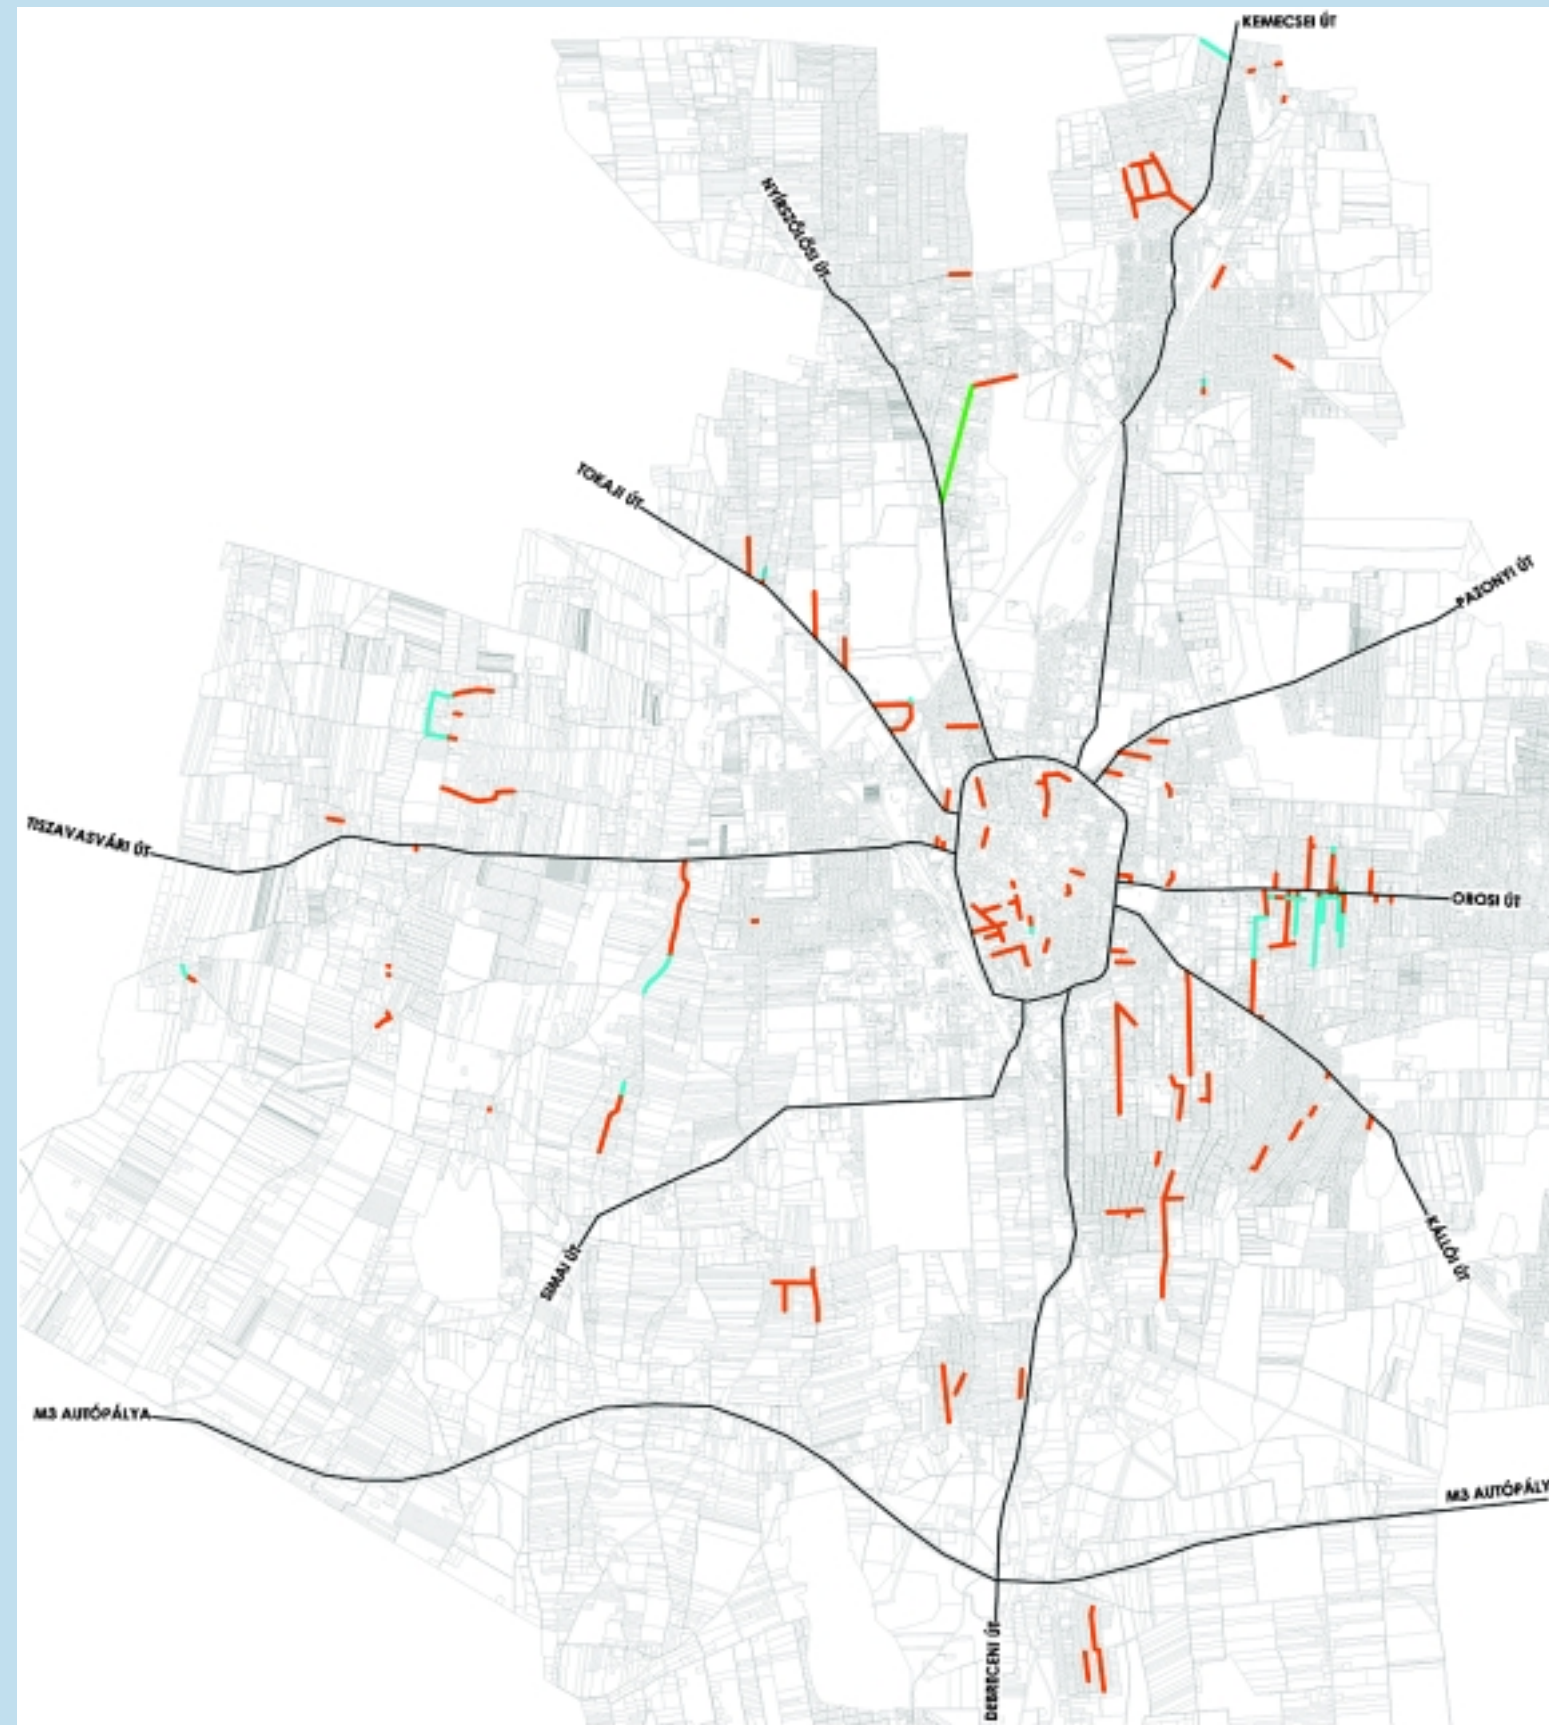 KEMECSEI ÚT
NYÍRSZŐLŐSI ÚT
TOKAJI ÚT
PAZONYI ÚT
TISZAVASVÁRI ÚT
OROSI ÚT
KÁLLÓI ÚT
SIMAI ÚT
M3 AUTÓPÁLYA
M3 AUTÓPÁLY
DEBRECENI ÚT